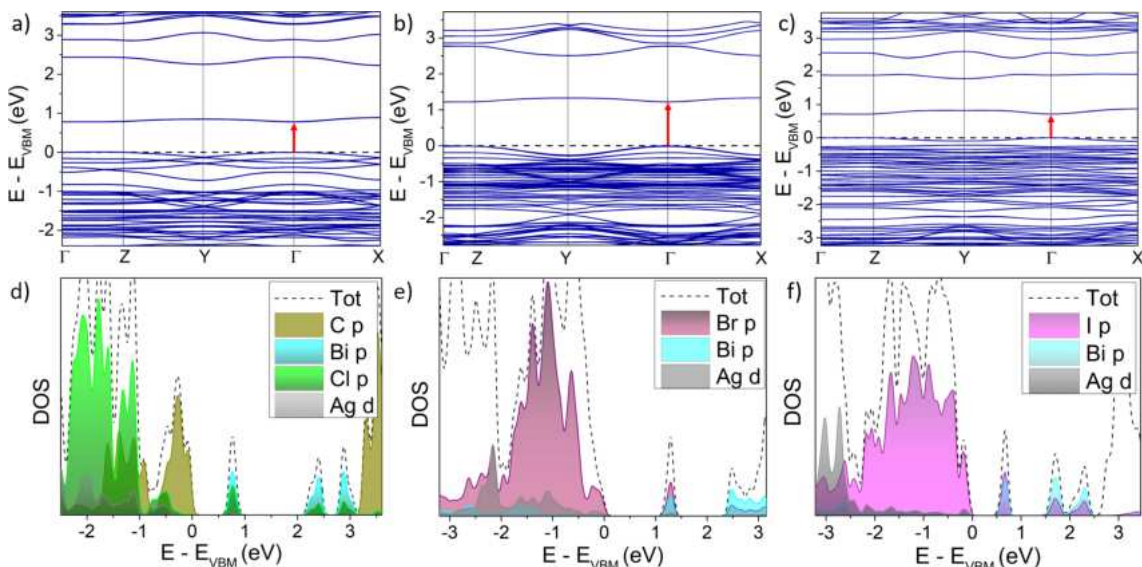 a)
b)
c)
E - E_VBM (eV)
3
2
1
0
-1
-2
Γ Z Y Γ X
E - E_VBM (eV)
3
2
1
0
-1
-2
Γ Z Y Γ X
E - E_VBM (eV)
3
2
1
0
-1
-2
-3
Γ Z Y Γ X
d)
e)
f)
DOS
Tot
C p
Bi p
Cl p
Ag d
-2 -1 0 1 2 3
E - E_VBM (eV)
DOS
Tot
Br p
Bi p
Ag d
-3 -2 -1 0 1 2 3
E - E_VBM (eV)
DOS
Tot
I p
Bi p
Ag d
-3 -2 -1 0 1 2 3
E - E_VBM (eV)